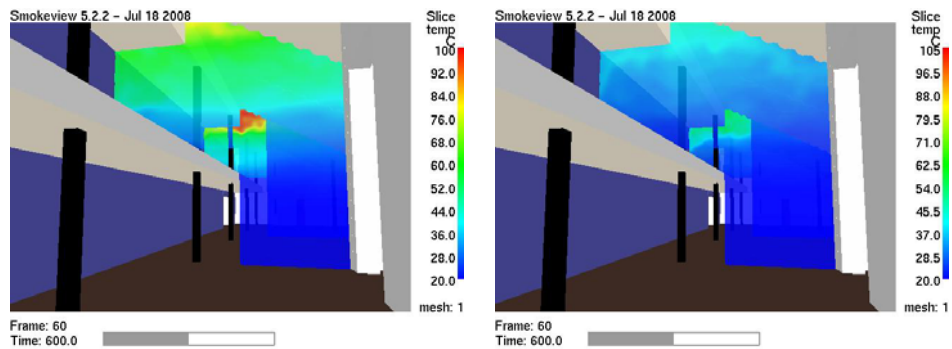 Smokeview 5.2.2 - Jul 18 2008
Slice
temp
C
100
92.0
84.0
76.0
68.0
60.0
52.0
44.0
36.0
28.0
20.0
mesh: 1
Frame: 60
Time: 600.0
Smokeview 5.2.2 - Jul 18 2008
Slice
temp
C
105
96.5
88.0
79.5
71.0
62.5
54.0
45.5
37.0
28.5
20.0
mesh: 1
Frame: 60
Time: 600.0